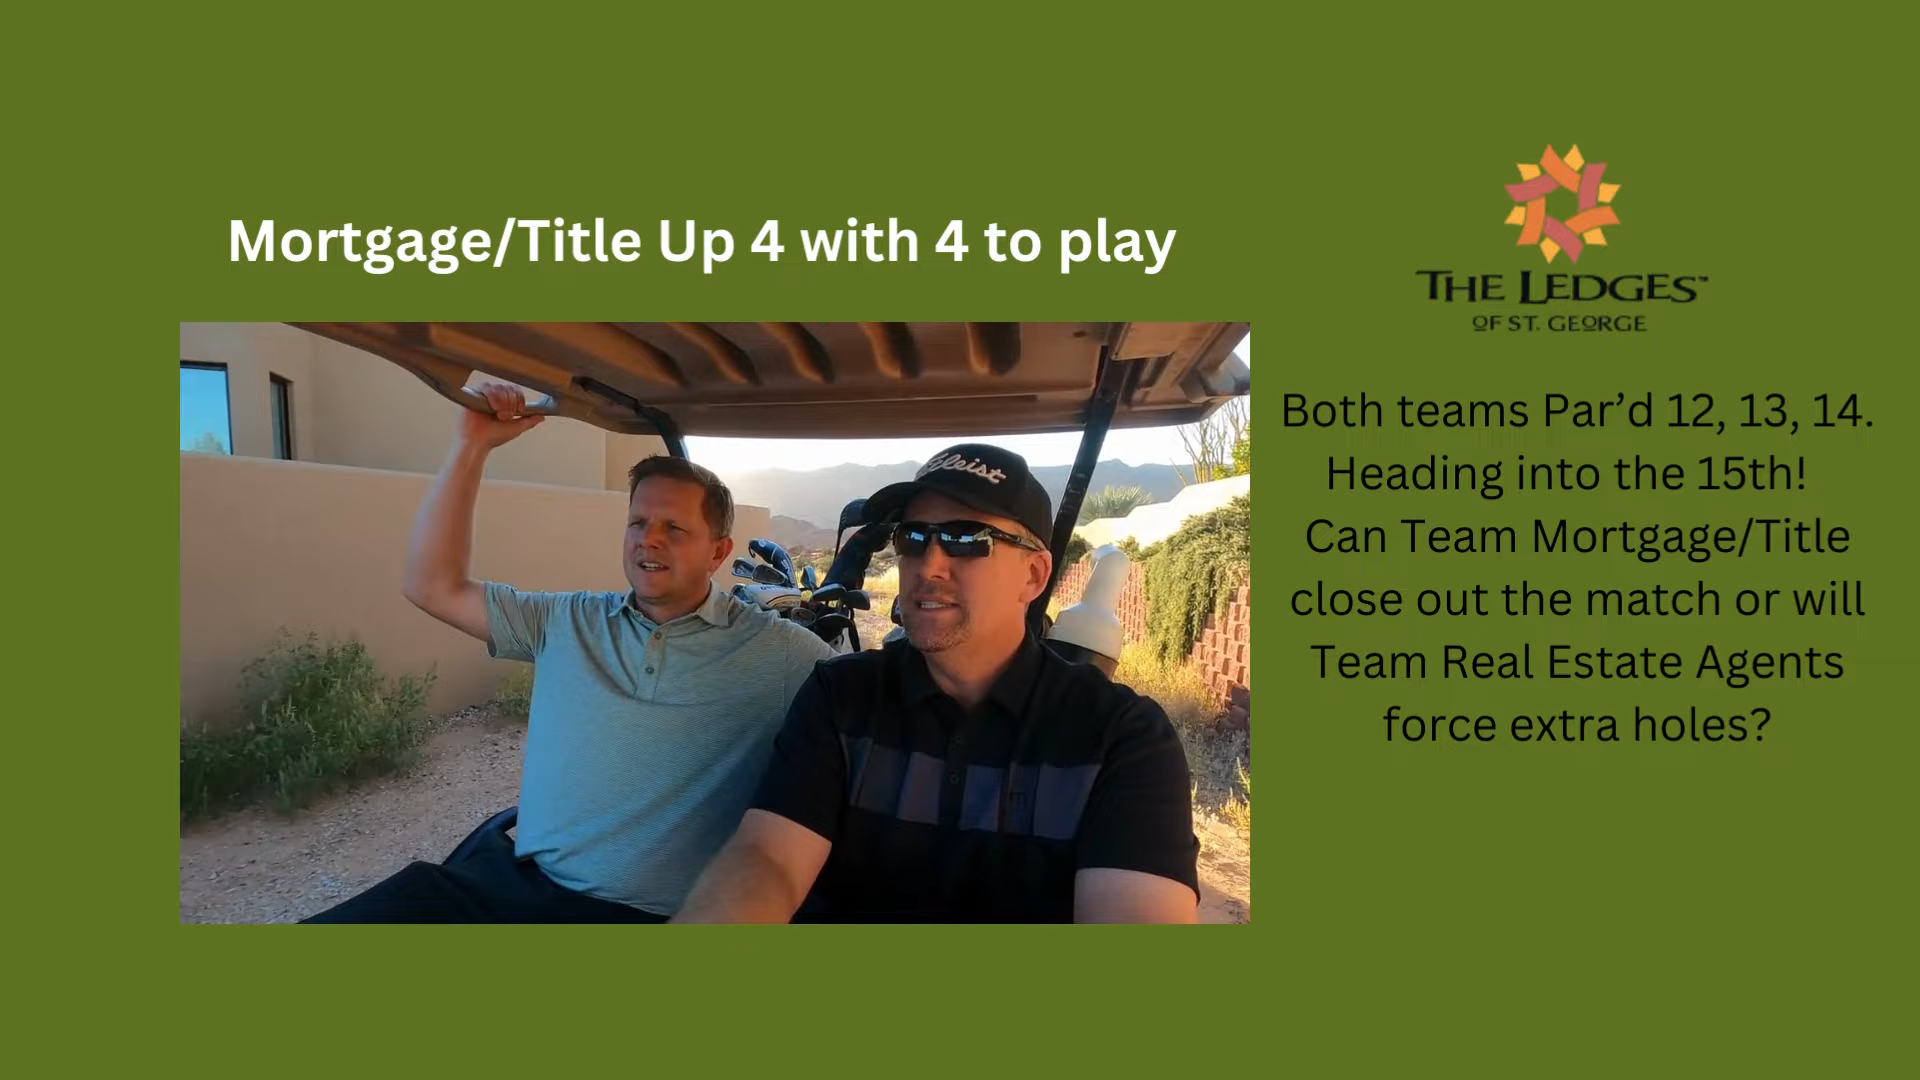 Mortgage/Title Up 4 with 4 to play
THE LEDGES™
OF ST. GEORGE
Both teams Par’d 12, 13, 14.
Heading into the 15th!
Can Team Mortgage/Title
close out the match or will
Team Real Estate Agents
force extra holes?
Titleist